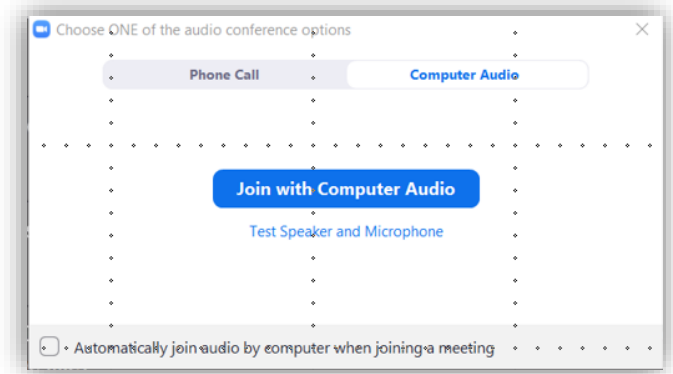 Choose ONE of the audio conference options
Phone Call Computer Audio
Join with Computer Audio
Test Speaker and Microphone
Automatically join audio by computer when joining a meeting